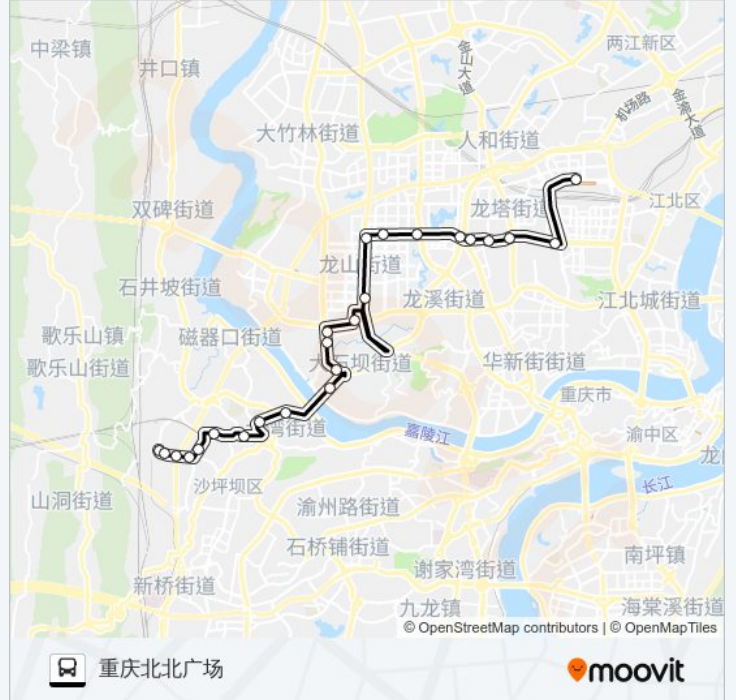 中梁镇
两江新区
金山大道
井口镇
机场路
金渝大道
大竹林街道
人和街道
双碑街道
龙塔街道
江北区
龙山街道
石井坡街道
龙溪街道
江北城街道
歌乐山镇
磁器口街道
歌乐山街道
大石坝街道
华新街街道
重庆市
湾街道
嘉陵江
渝中区
龙
沙坪坝区
长江
山洞街道
渝州路街道
石桥铺街道
南坪镇
谢家湾街道
新桥街道
九龙镇
海棠溪街道
© OpenStreetMap contributors | © OpenMapTiles
重庆北北广场
moovit